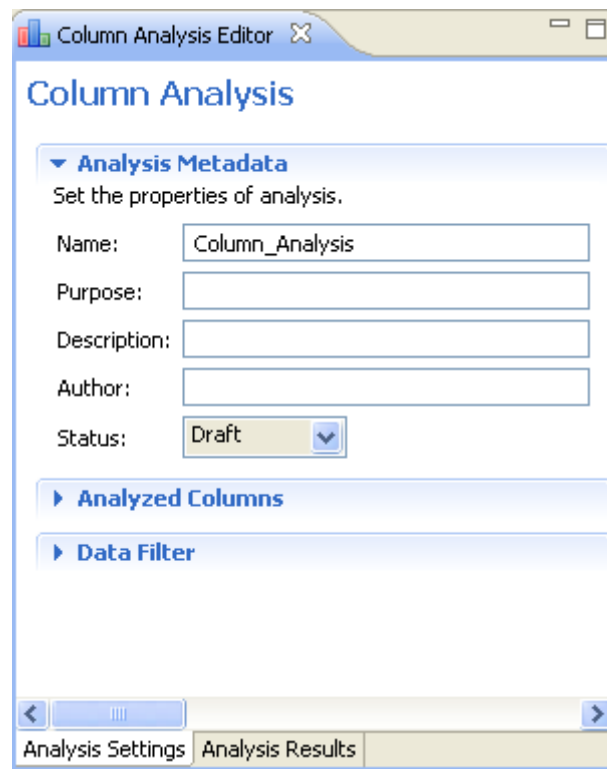 Column Analysis Editor
Column Analysis
Analysis Metadata
Set the properties of analysis.
Name: Column_Analysis
Purpose:
Description:
Author:
Status: Draft
Analyzed Columns
Data Filter
Analysis Settings Analysis Results